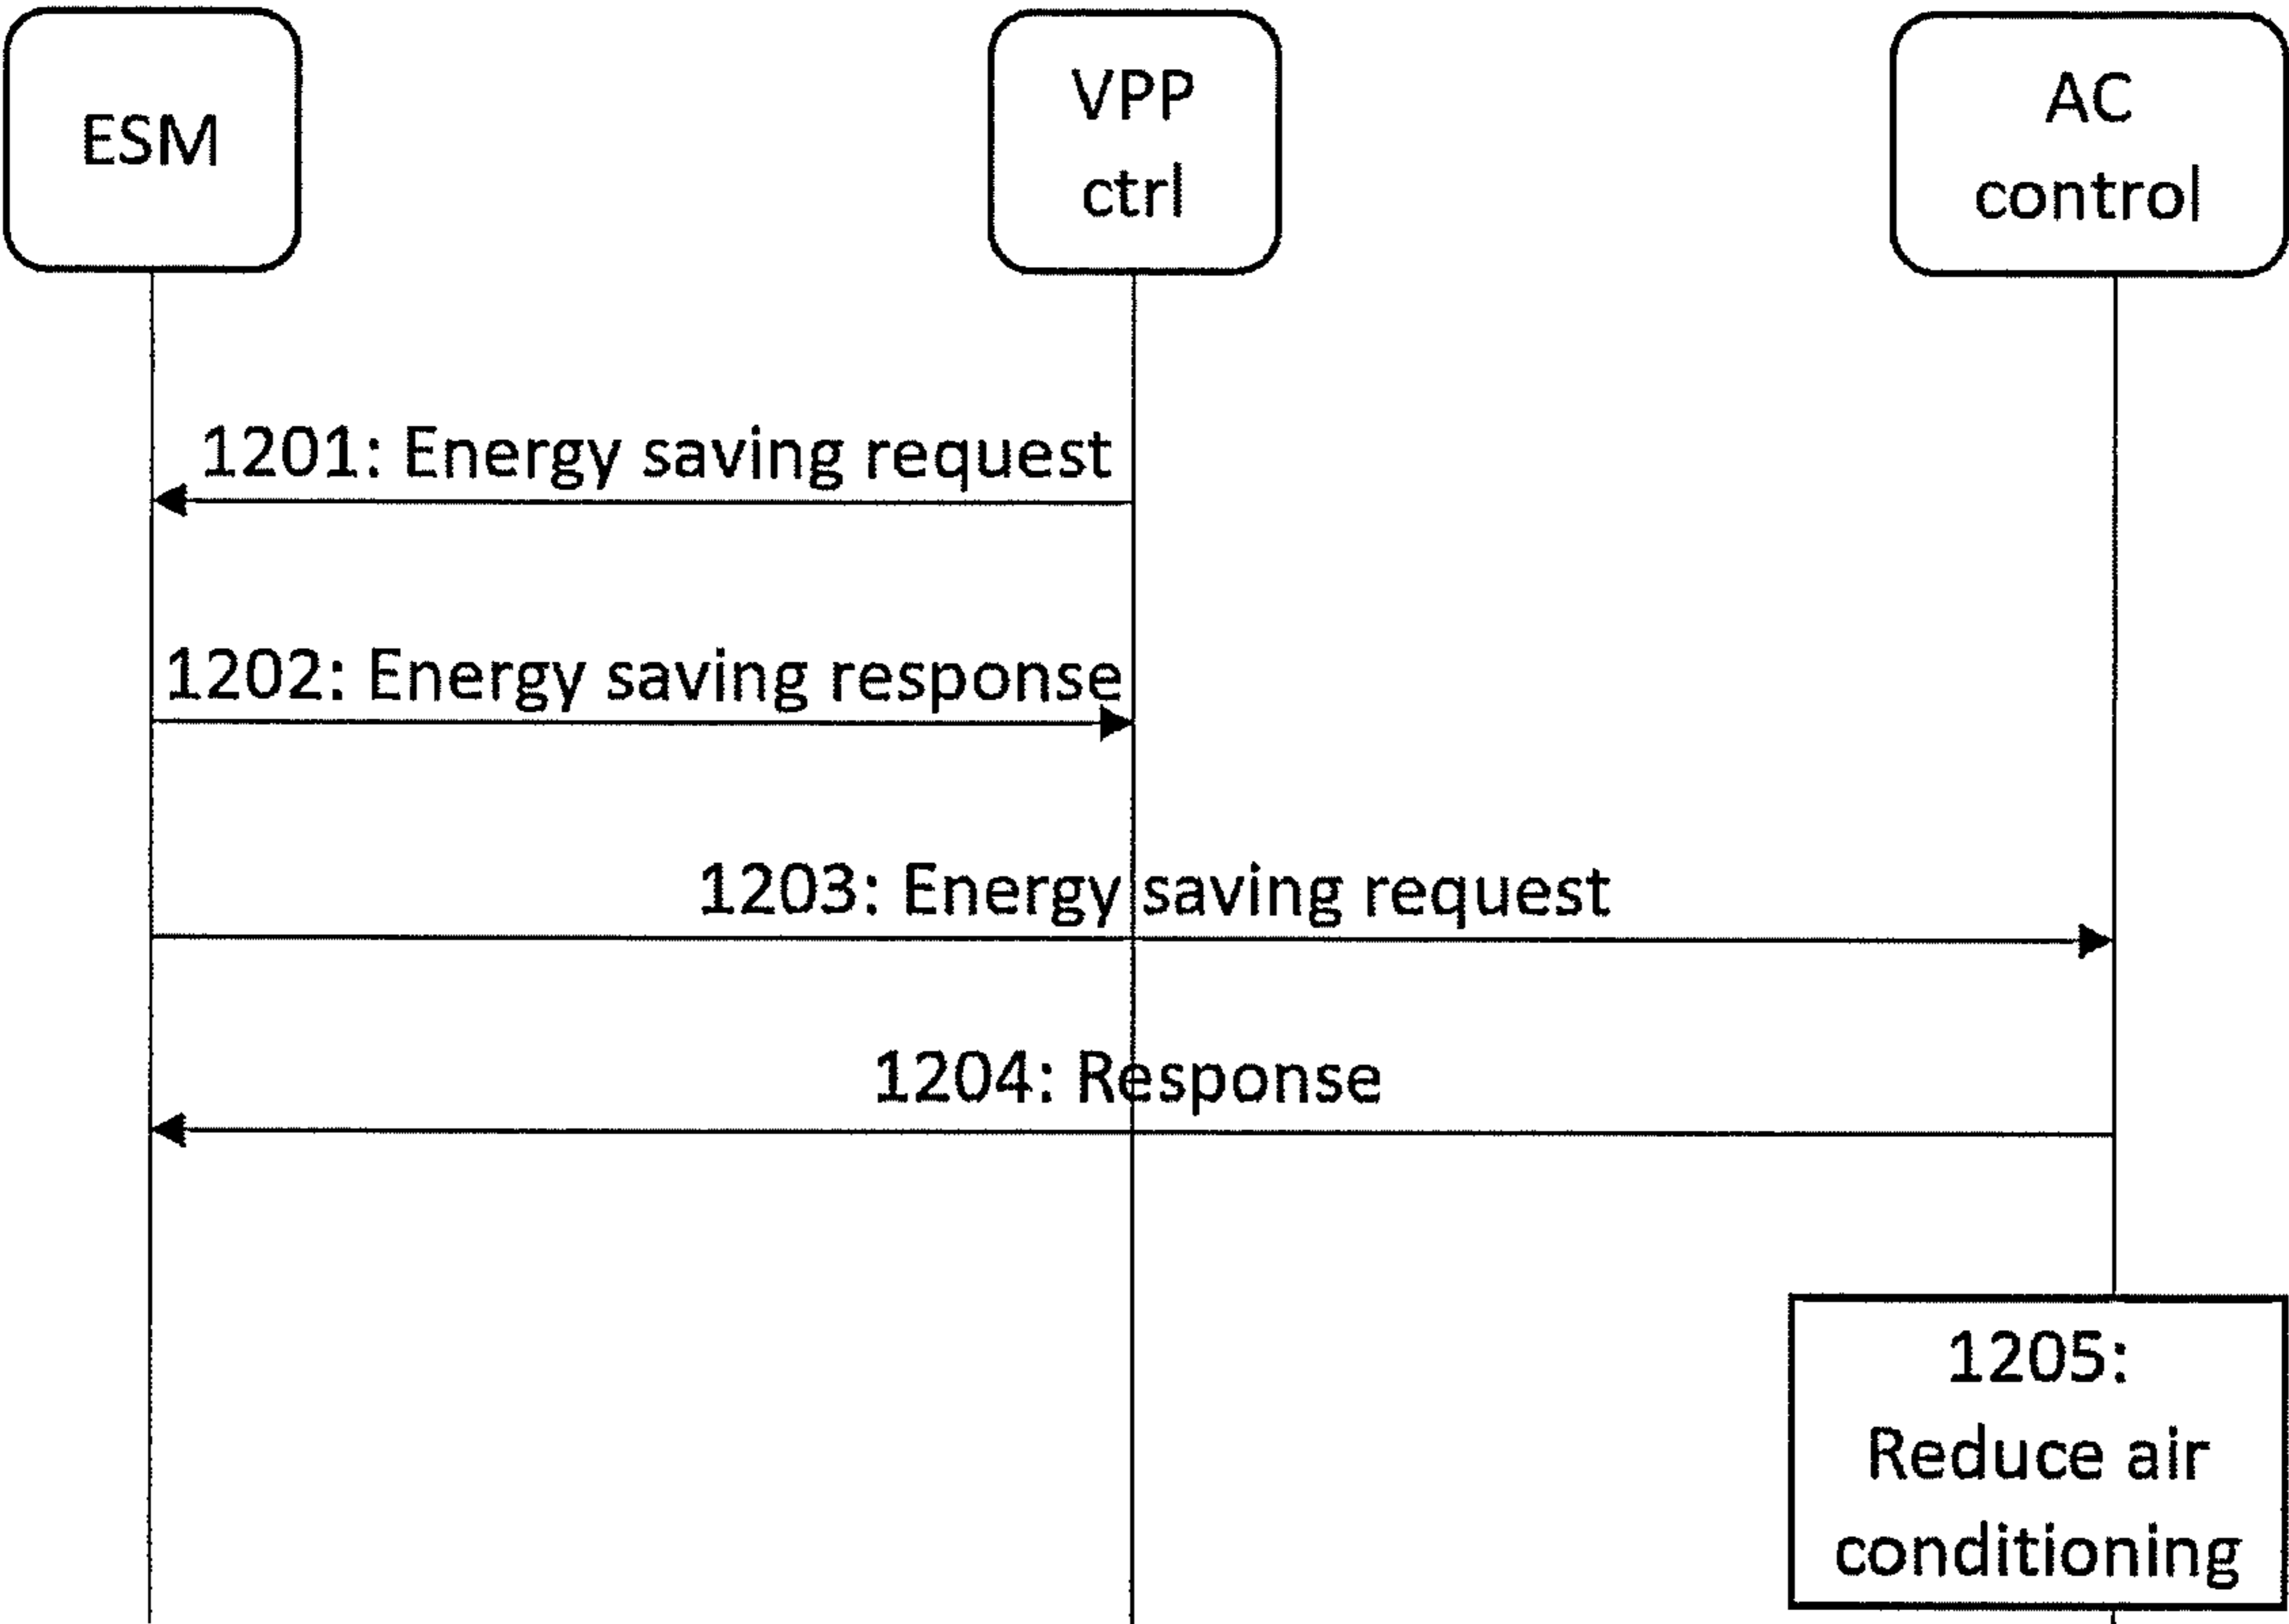 ESM
VPP
ctrl
AC
control
1201: Energy saving request
1202: Energy saving response
1203: Energy saving request
1204: Response
1205:
Reduce air
conditioning